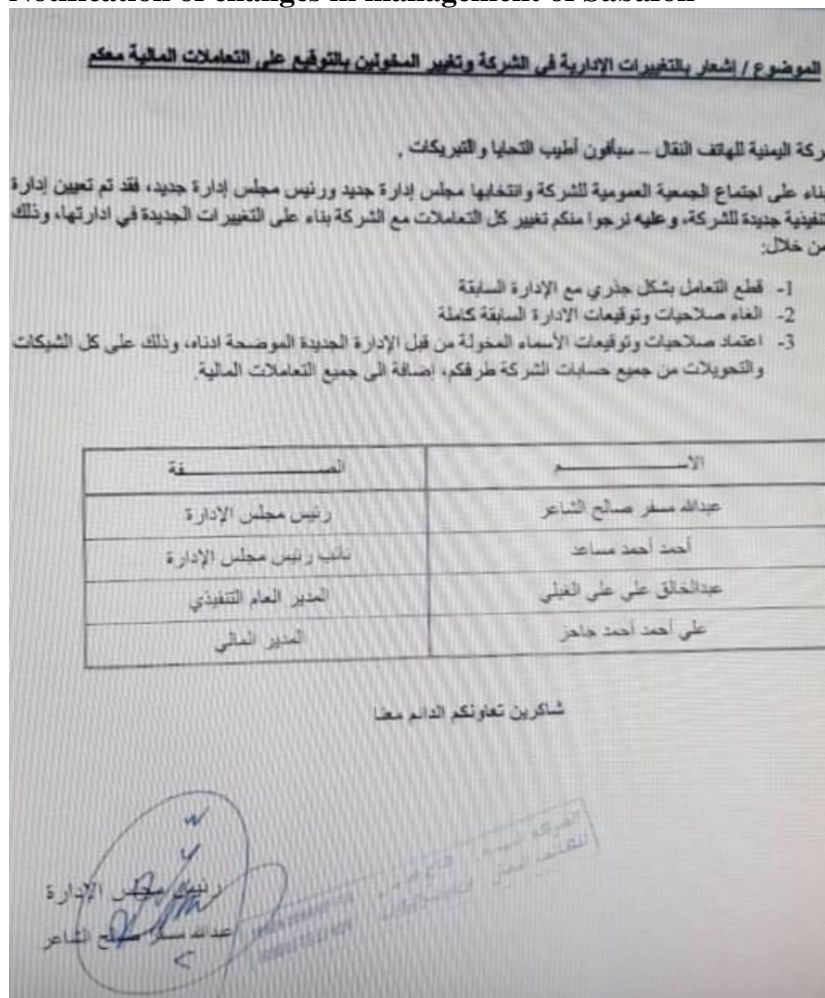 Notification of changes in management of Sabafon
الموضوع / إشعار بالتغييرات الإدارية في الشركة وتغيير المخولين بالتوقيع على التعاملات المالية معكم
ركة اليمنية للهاتف النقال – سبأفون أطيب التحايا والتبريكات ,
بناء على اجتماع الجمعية العمومية للشركة وانتخابها مجلس إدارة جديد ورئيس مجلس إدارة جديد، فقد تم تعيين إدارة
تنفيذية جديدة للشركة، وعليه نرجوا منكم تغيير كل التعاملات مع الشركة بناء على التغييرات الجديدة في ادارتها، وذلك
من خلال:
1- قطع التعامل بشكل جذري مع الإدارة السابقة
2- الغاء صلاحيات وتوقيعات الادارة السابقة كاملة
3- اعتماد صلاحيات وتوقيعات الأسماء المخولة من قبل الإدارة الجديدة الموضحة ادناه، وذلك على كل الشيكات
والتحويلات من جميع حسابات الشركة طرفكم، إضافة الى جميع التعاملات المالية.
الاســـــم الصـــــفة
عبدالله مسفر صالح الشاعر رئيس مجلس الإدارة
أحمد أحمد مساعد نائب رئيس مجلس الإدارة
عبدالخالق علي علي الغيلي المدير العام التنفيذي
علي أحمد أحمد جاحز المدير المالي
شاكرين تعاونكم الدائم معنا
رئيس مجلس الإدارة
عبدالله مسفر صالح الشاعر